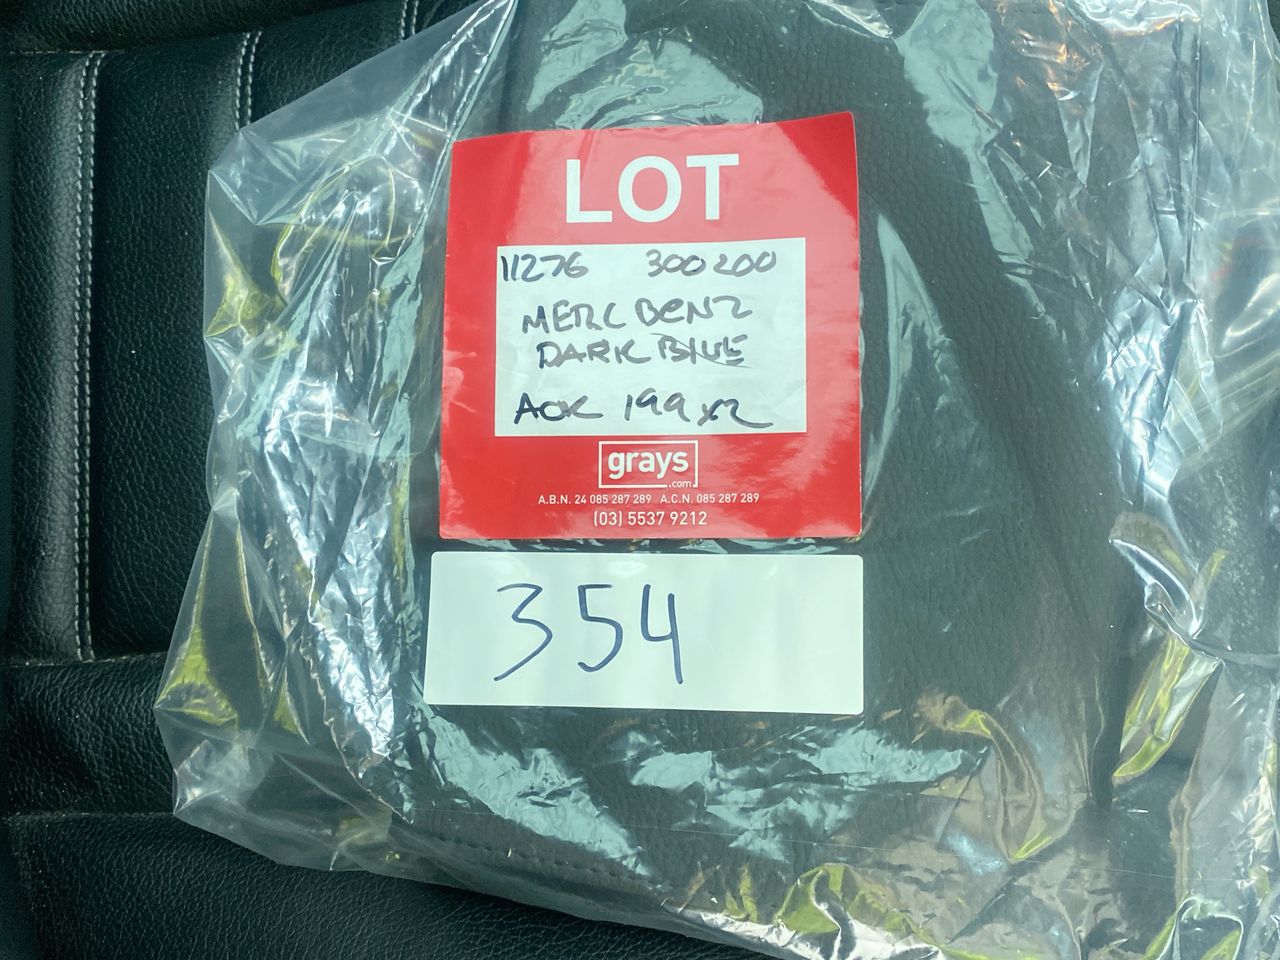 LOT
11276 300200
MERC BENZ
DARK BLUE
AOK 199 x2
grays
.com
A.B.N. 24 085 287 289 A.C.N. 085 287 289
(03) 5537 9212
354